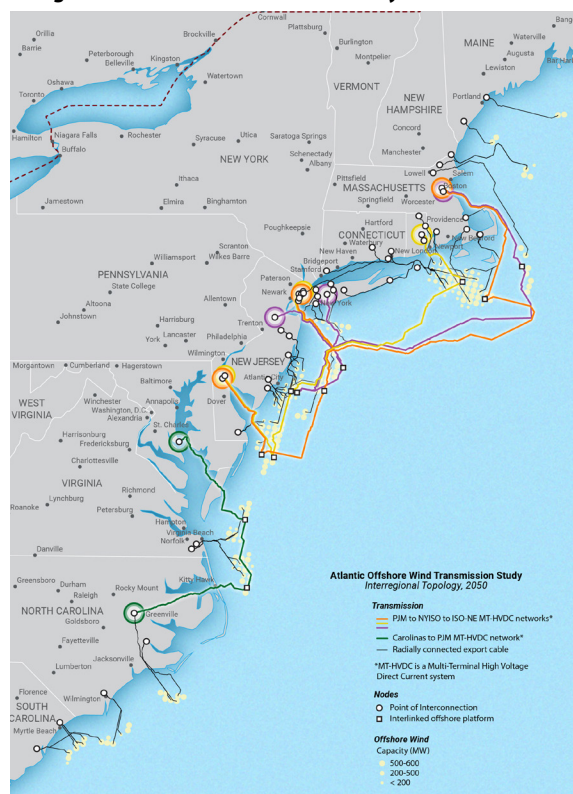 Cornwall
Plattsburg
Bang
Orillia
Brockville
Waterville
Barrie
Peterborough
Kingston
Burlington
MAINE
Augusta
Belleville
Montpelier
Bar Har
Lewiston
Oshawa
Watertown
VERMONT
Toronto
NEW
HAMPSHIRE
Portland
Hamilton
Niagara Falls
Rochester
Utica
Saratoga Springs
Concord
Buffalo
Syracuse
Schenectady
Manchester
NEW YORK
Albany
Lowell
Salem
Ithaca
Pittsfield
MASSACHUSETTS
Boston
Jamestown
Elmira
Binghamton
Springfield
Worcester
Hartford
Providence
Poughkeepsie
CONNECTICUT
New Bedford
Waterbury
Scranton
New Haven
New London
Newport
Williamsport
Wilkes Barre
Bridgeport
Stamford
PENNSYLVANIA
Paterson
State College
Newark
New York
Altoona
Allentown
Johnstown
Harrisburg
Trenton
York
Lancaster
Philadelphia
Wilmington
NEW JERSEY
Morgantown
Cumberland
Hagerstown
Baltimore
Atlantic City
WEST
VIRGINIA
Winchester
Annapolis
Dover
Washington, D.C.
Alexandria
St. Charles
Harrisonburg
Fredericksburg
Charlottesville
VIRGINIA
Richmond
Lynchburg
Roanoke
Petersburg
Hampton
Virginia Beach
Norfolk
Danville
Kitty Hawk
Greensboro
Durham
Rocky Mount
Raleigh
NORTH CAROLINA
Greenville
Goldsboro
Fayetteville
Jacksonville
Lumberton
Florence
Wilmington
SOUTH
CAROLINA
Myrtle Beach
Atlantic Offshore Wind Transmission Study
Interregional Topology, 2050
Transmission
PJM to NYISO to ISO-NE MT-HVDC networks*
Carolinas to PJM MT-HVDC network*
Radially connected export cable
*MT-HVDC is a Multi-Terminal High Voltage
Direct Current system
Nodes
Point of Interconnection
Interlinked offshore platform
Offshore Wind
Capacity (MW)
500-600
200-500
< 200